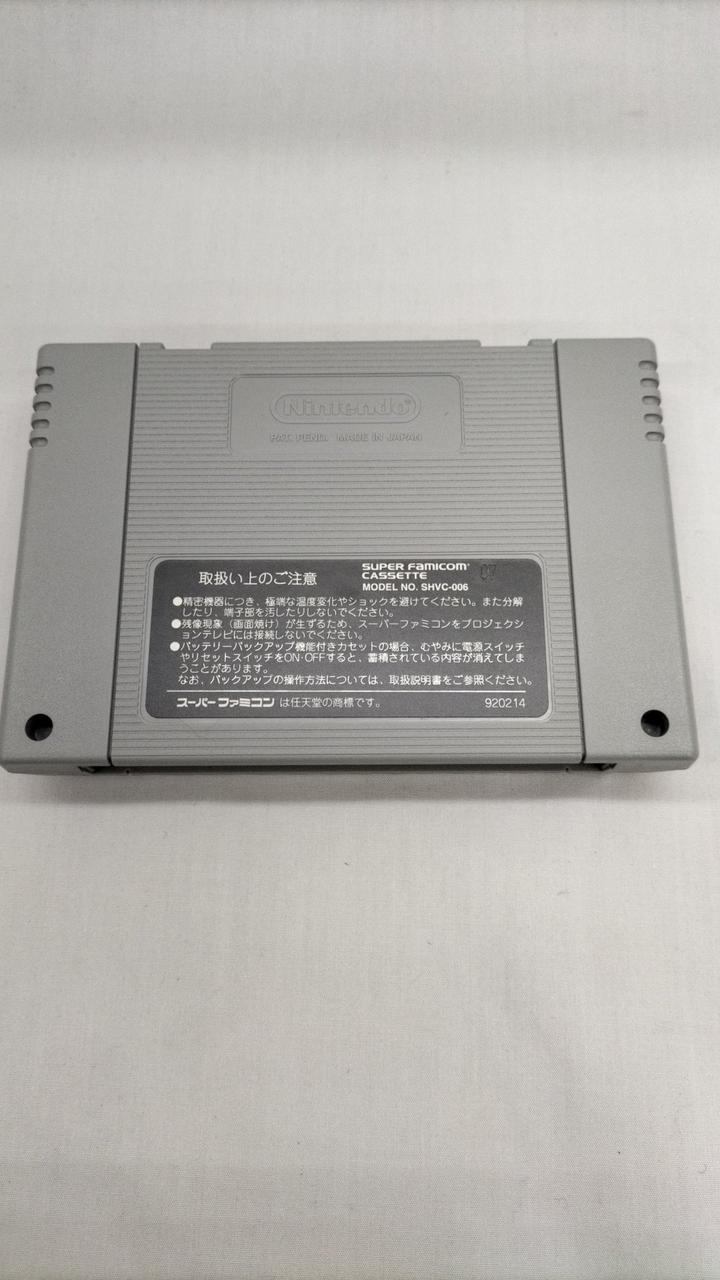 Nintendo®
PAT. PEND. MADE IN JAPAN
取扱い上のご注意
SUPER FAMICOM®
CASSETTE
MODEL NO. SHVC-006
07
●精密機器につき、極端な温度変化やショックを避けてください。また分解
したり、端子部を汚したりしないでください。
●残像現象（画面焼け）が生ずるため、スーパーファミコンをプロジェクシ
ョンテレビには接続しないでください。
●バッテリーバックアップ機能付きカセットの場合、むやみに電源スイッチ
やリセットスイッチをON·OFFすると、蓄積されている内容が消えてしま
うことがあります。
なお、バックアップの操作方法については、取扱説明書をご参照ください。
スーパーファミコン は任天堂の商標です。
920214